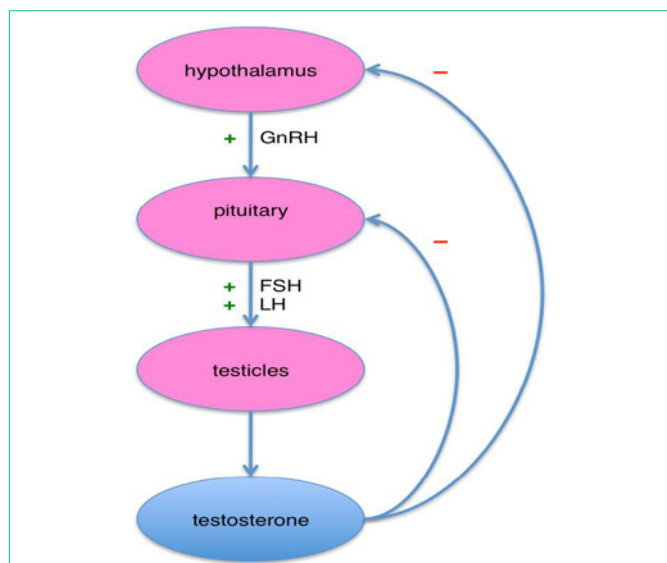 hypothalamus
−
+ GnRH
pituitary
−
+ FSH
+ LH
testicles
testosterone